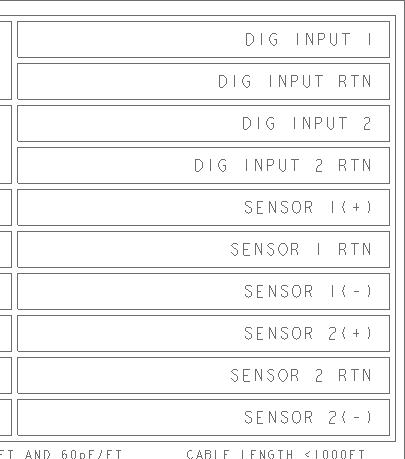 DIG INPUT 1
DIG INPUT RTN
DIG INPUT 2
DIG INPUT 2 RTN
SENSOR 1(+)
SENSOR 1 RTN
SENSOR 1(-)
SENSOR 2(+)
SENSOR 2 RTN
SENSOR 2(-)
FT AND 60pF/FT CABLE LENGTH <1000FT